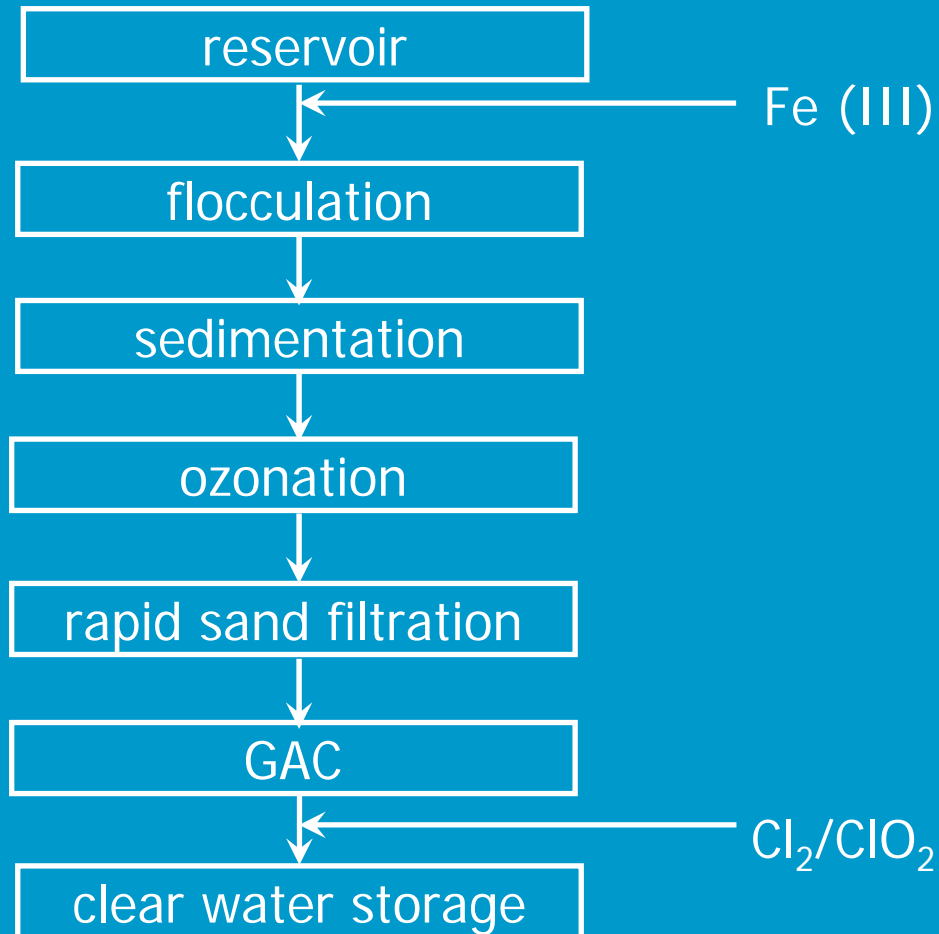 reservoir
Fe (III)
flocculation
sedimentation
ozonation
rapid sand filtration
GAC
Cl₂/ClO₂
clear water storage